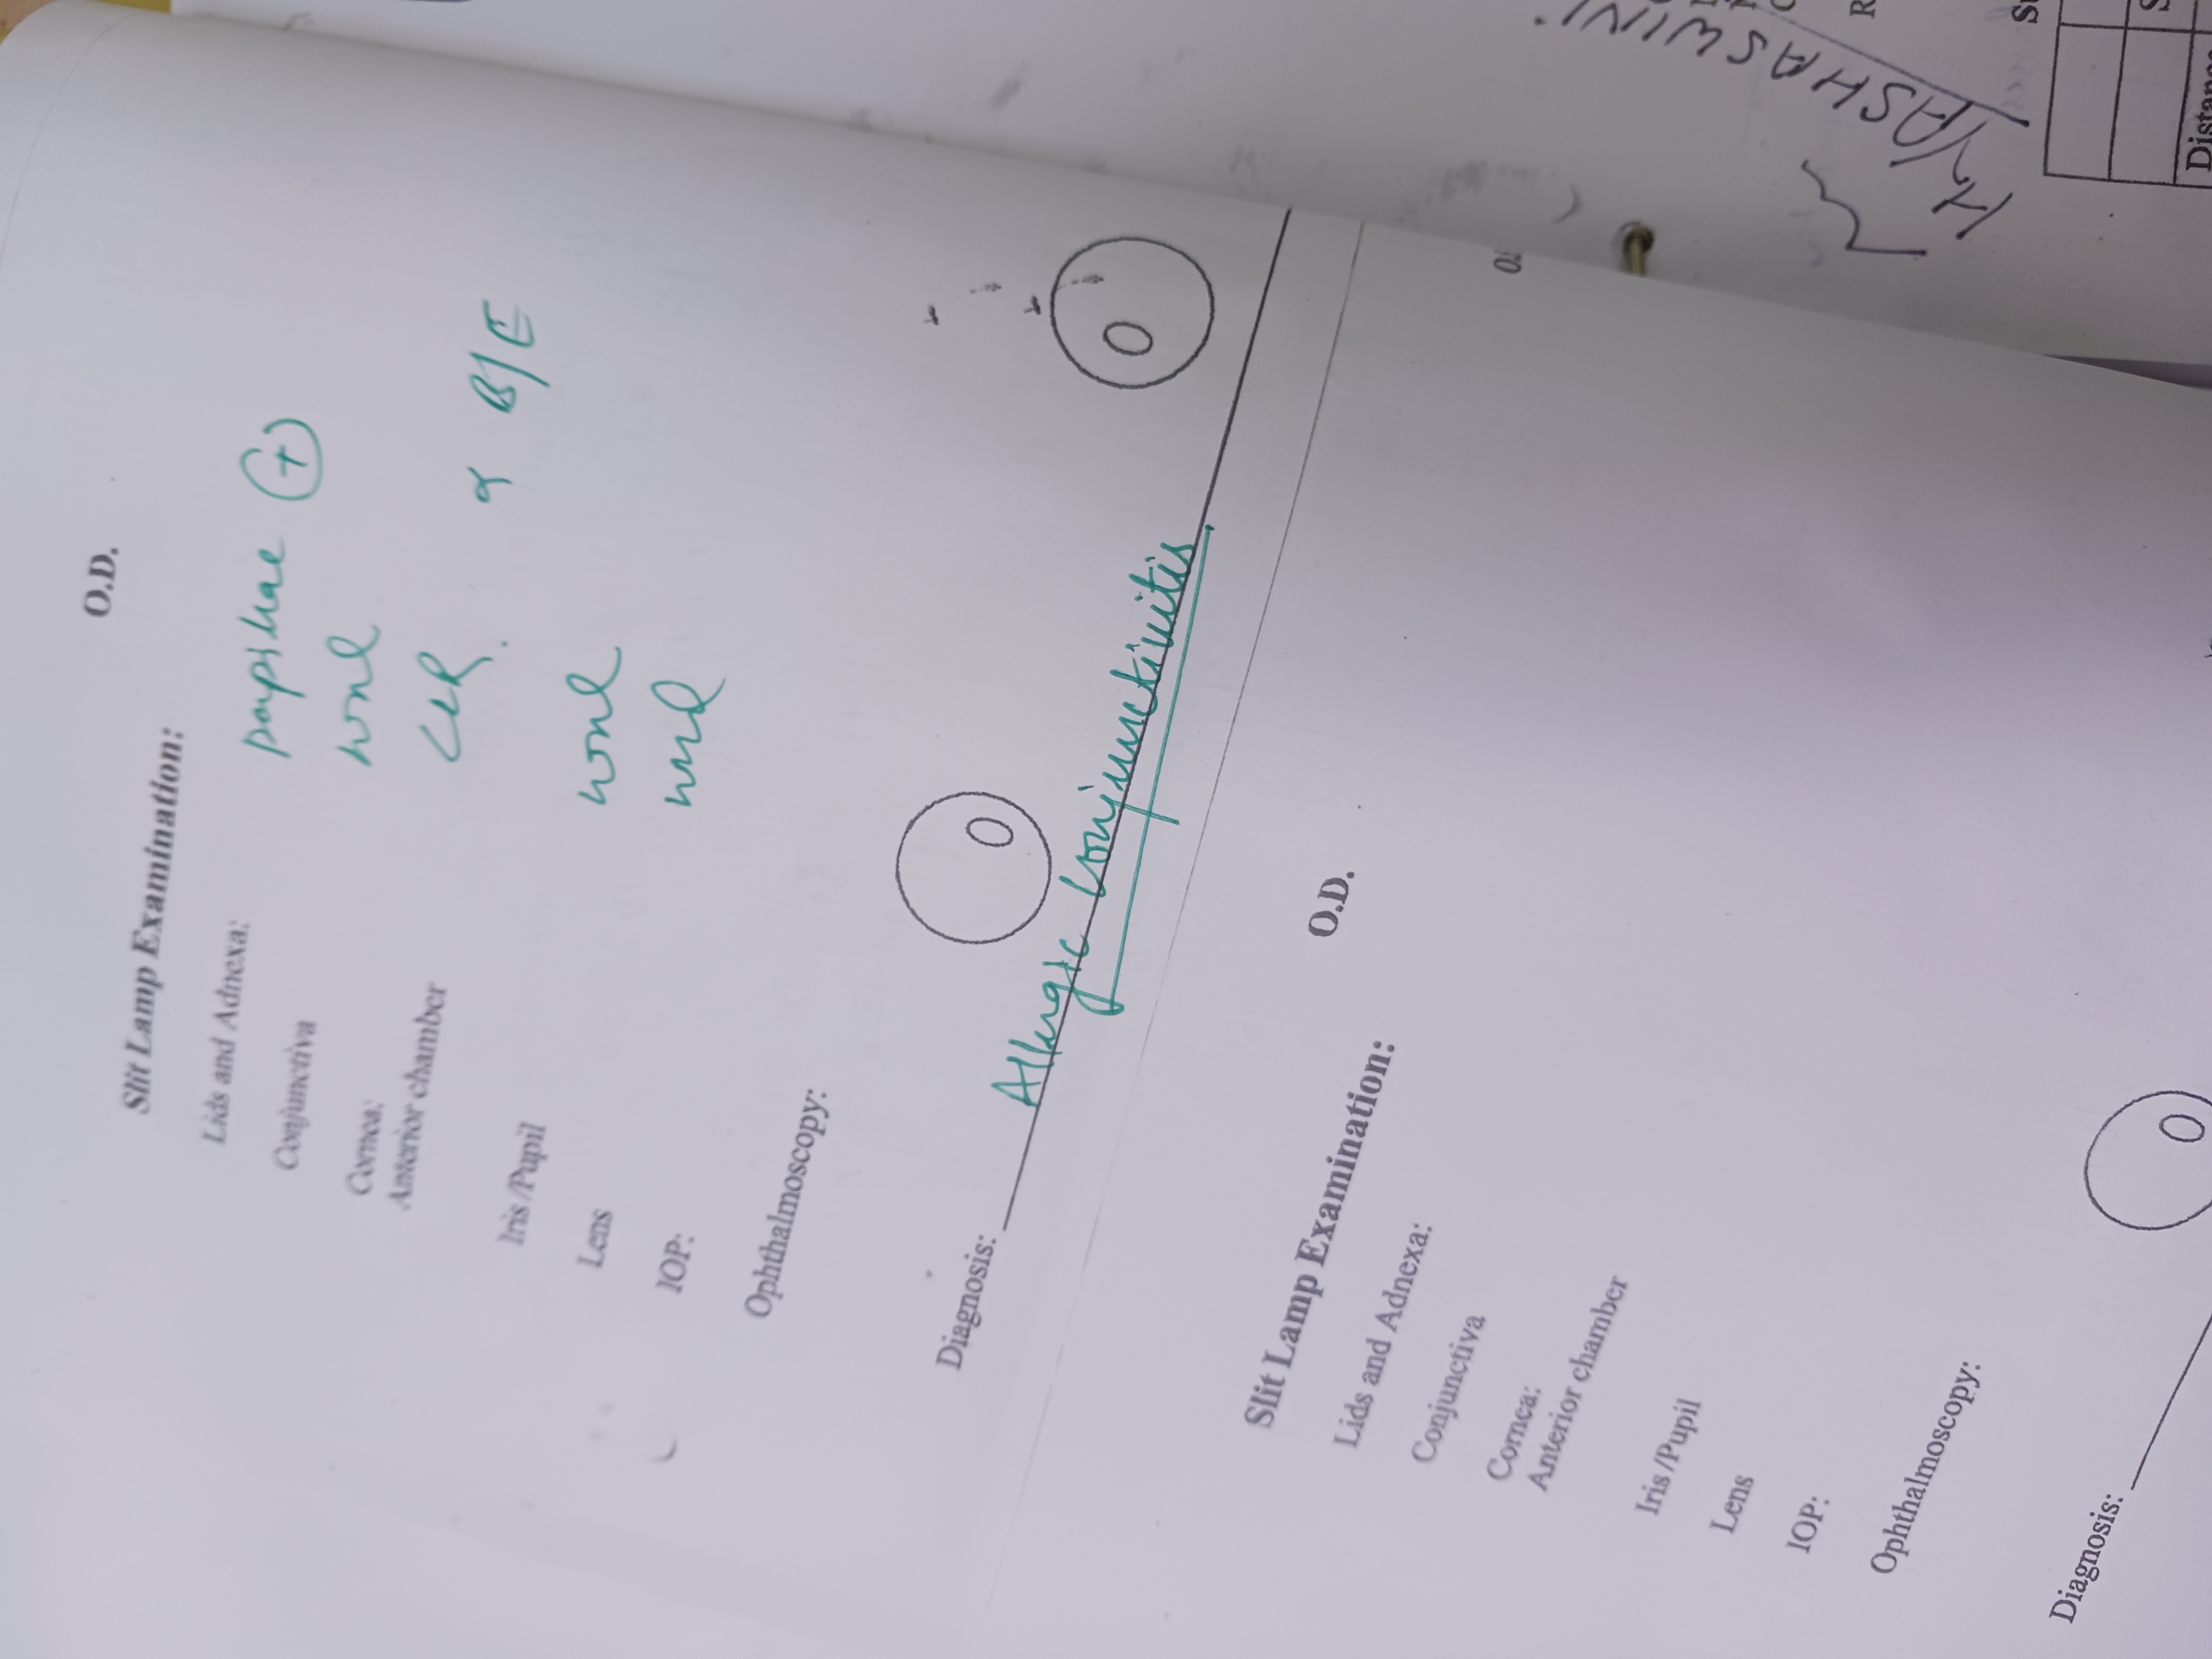 O.D.
Slit Lamp Examination:
Lids and Adnexa:
papillae +
Conjunctiva
wnl
Cornea:
Anterior chamber
of B/E
Iris /Pupil
wnl
Lens
wnl
IOP:
Ophthalmoscopy:
Diagnosis: Allergic Conjunctivitis
Slit Lamp Examination:
O.D.
Lids and Adnexa:
Conjunctiva
Cornea:
Anterior chamber
Iris /Pupil
Lens
IOP:
Ophthalmoscopy:
Diagnosis:
YASHASWINI
Distance